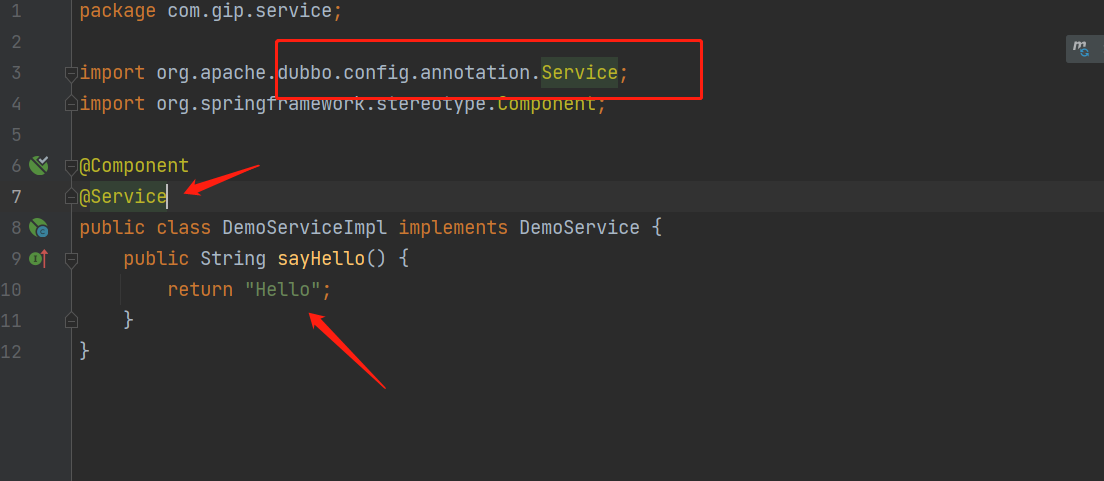 1 package com.gip.service;
2
3 import org.apache.dubbo.config.annotation.Service;
4 import org.springframework.stereotype.Component;
5
6 @Component
7 @Service
8 public class DemoServiceImpl implements DemoService {
9 public String sayHello() {
10 return "Hello";
11 }
12 }